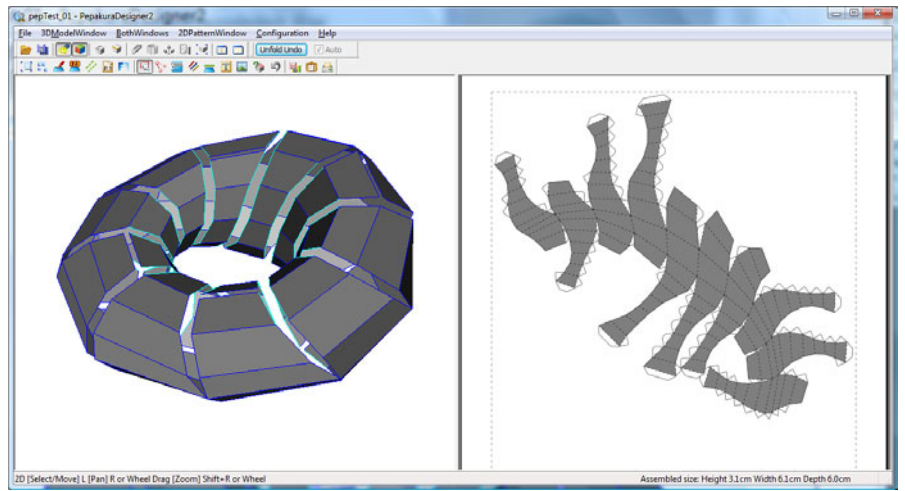 pepTest_01 - PepakuraDesigner2
File 3DModelWindow BothWindows 2DPatternWindow Configuration Help
Unfold Undo Auto
2D [Select/Move] L [Pan] R or Wheel Drag [Zoom] Shift+R or Wheel Assembled size: Height 3.1cm Width 6.1cm Depth 6.0cm